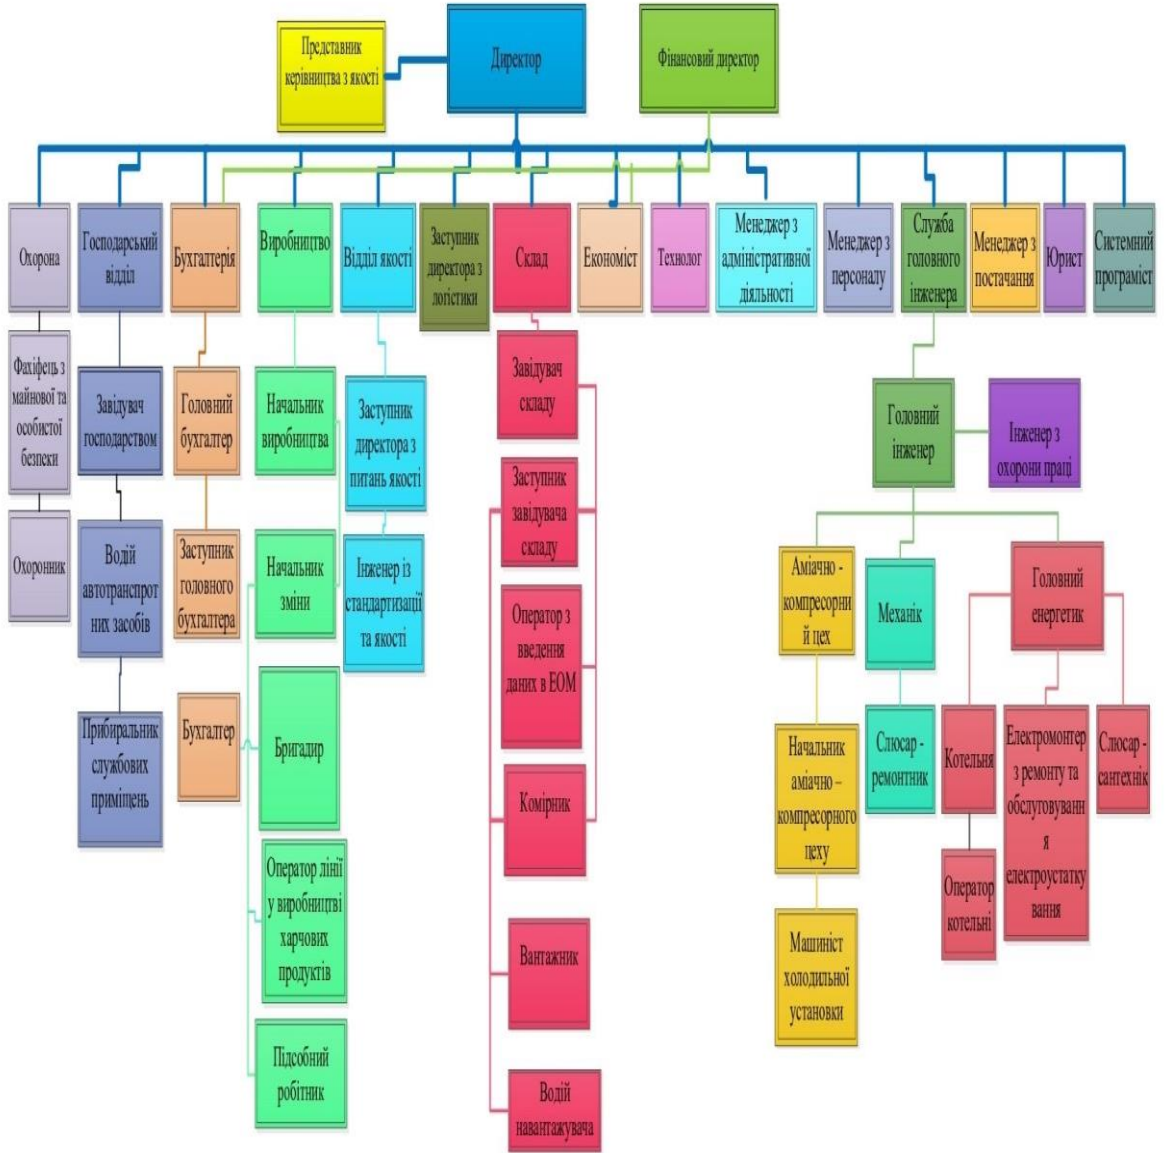 Представник
керівництва з якості
Директор
Фінансовий директор
Охорона
Господарський
відділ
Бухгалтерія
Виробництво
Відділ якості
Заступник
директора з
логістики
Склад
Економіст
Технолог
Менеджер з
адміністративної
діяльності
Менеджер з
персоналу
Служба
головного
інженера
Менеджер з
постачання
Юрист
Системний
програміст
Фахіфець з
майнової та
особистої
безпеки
Завідувач
господарством
Головний
бухгалтер
Начальник
виробництва
Заступник
директора з
питань якості
Завідувач
складу
Головний
інженер
Інженер з
охорони праці
Охоронник
Водій
автотранспрот
них засобів
Заступник
головного
бухгалтера
Начальник
зміни
Інженер із
стандартизації
та якості
Заступник
завідувача
складу
Аміачно -
компресорни
й цех
Механік
Головний
енергетик
Оператор з
введення
даних в ЕОМ
Прибиральник
службових
приміщень
Бухгалтер
Бригадир
Комірник
Начальник
аміачно –
компресорного
цеху
Слюсар -
ремонтник
Котельня
Електромонтер
з ремонту та
обслуговуванн
я
електроустатку
вання
Слюсар -
сантехнік
Оператор лінії
у виробництві
харчових
продуктів
Вантажник
Машиніст
холодильної
установки
Оператор
котельні
Підсобний
робітник
Водій
навантажувача